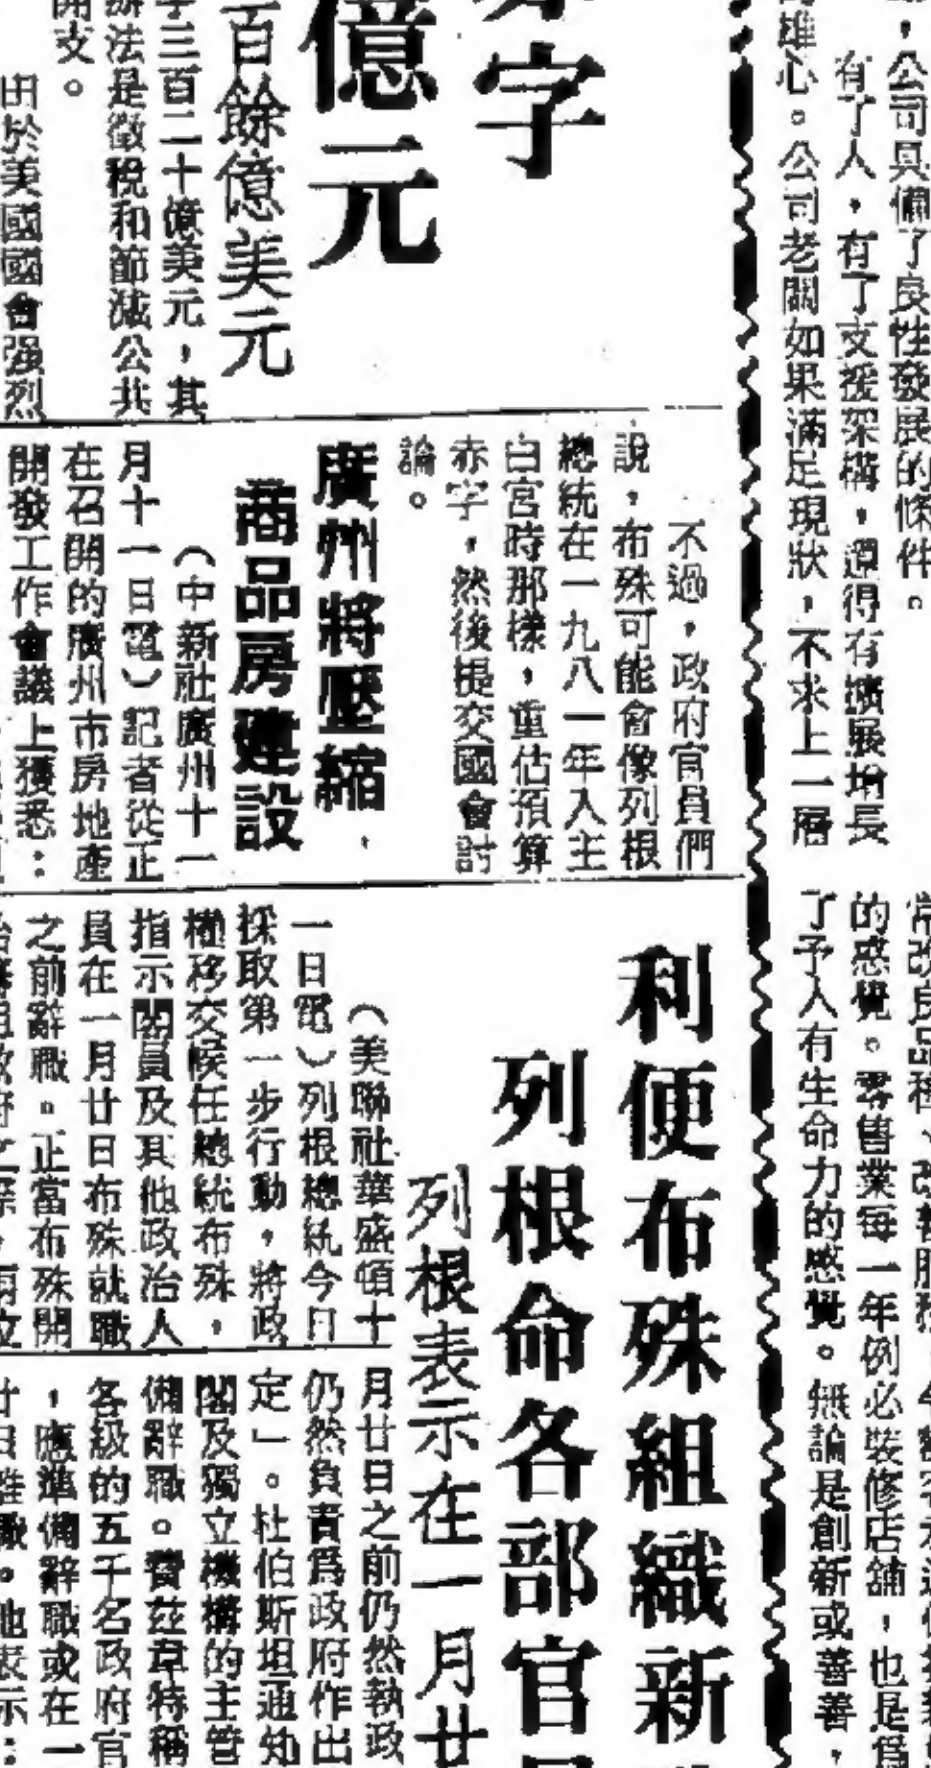 公司具備了良性發展的條件。
有了人，有了支援架構，還得有擴展增長
雄心。公司老闆如果滿足現狀，不求上一層
的感覺。零售業每一年例必裝修店舖，也是爲
了予人有生命力的感覺。無論是創新或善善，
字
億元
百餘億美元
字三百二十億美元，其
辦法是徵稅和節減公共
開支。
由於美國國會强烈
不過，政府官員們
說，布殊可能會像列根
總統在一九八一年入主
白宮時那樣，重估預算
赤字，然後提交國會討
論。
廣州將壓縮
商品房建設
（中新社廣州十一
月十一日電）記者從正
在召開的廣州市房地產
開發工作會議上獲悉：
利便布殊組織新
列根命各部官
列根表示在一月廿
（美聯社華盛頓十
一日電）列根總統今日
採取第一步行動，將政
權移交候任總統布殊，
指示閣員及其他政治人
員在一月廿日布殊就職
之前辭職。正當布殊開
月廿日之前仍然執政
仍然負責爲政府作出
定」。杜伯斯坦通知
閣及獨立機構的主管
備辭職。費茲韋特稱
各級的五千名政府官
，應準備辭職或在一